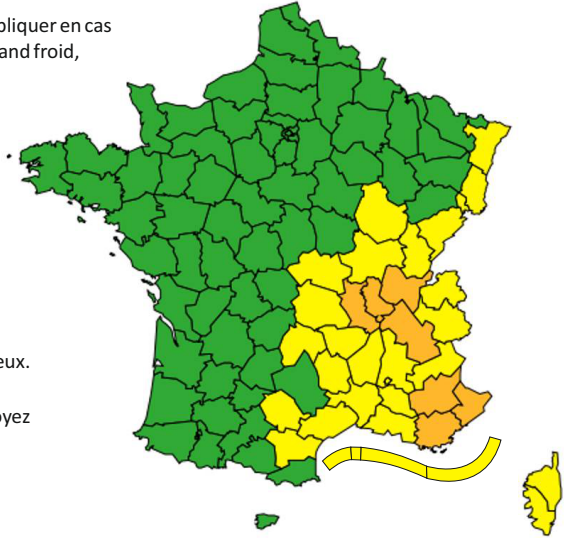 pliquer en cas
and froid,
eux.
oyez